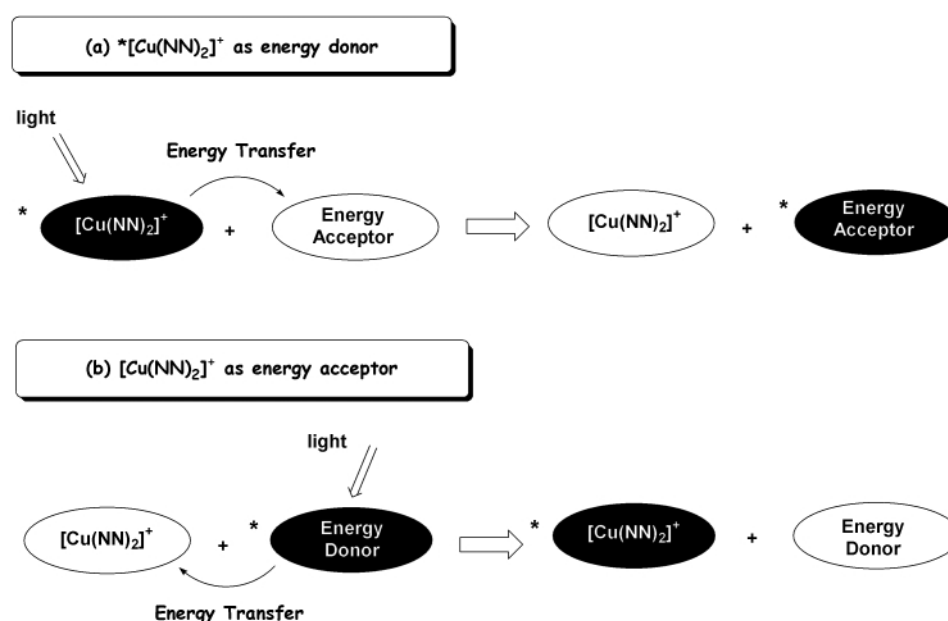 (a) *[Cu(NN)₂]⁺ as energy donor
light
Energy Transfer
* [Cu(NN)₂]⁺ + Energy Acceptor [Cu(NN)₂]⁺ + * Energy Acceptor
(b) [Cu(NN)₂]⁺ as energy acceptor
light
[Cu(NN)₂]⁺ + * Energy Donor * [Cu(NN)₂]⁺ + Energy Donor
Energy Transfer